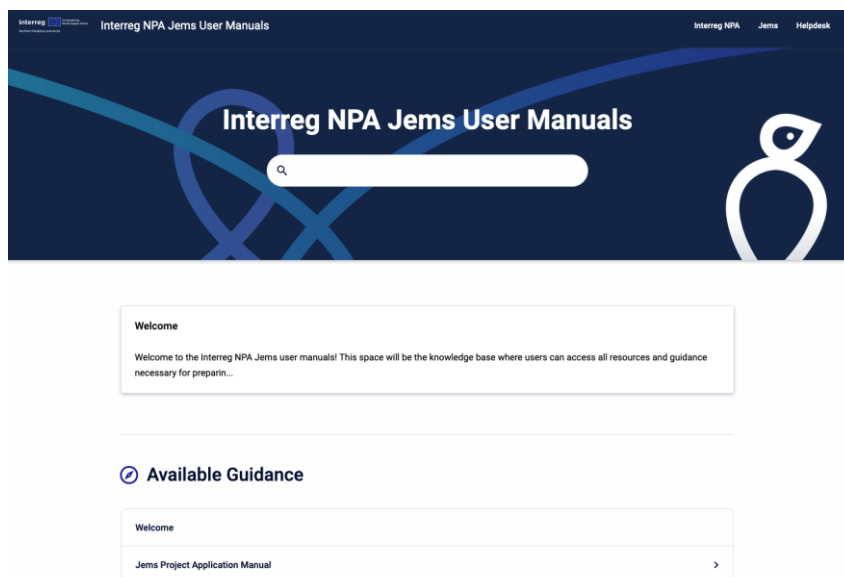 Interreg
Interreg NPA Jems User Manuals
Interreg NPA
Jems
Helpdesk
Interreg NPA Jems User Manuals
Welcome
Welcome to the Interreg NPA Jems user manuals! This space will be the knowledge base where users can access all resources and guidance
necessary for preparin...
Available Guidance
Welcome
Jems Project Application Manual